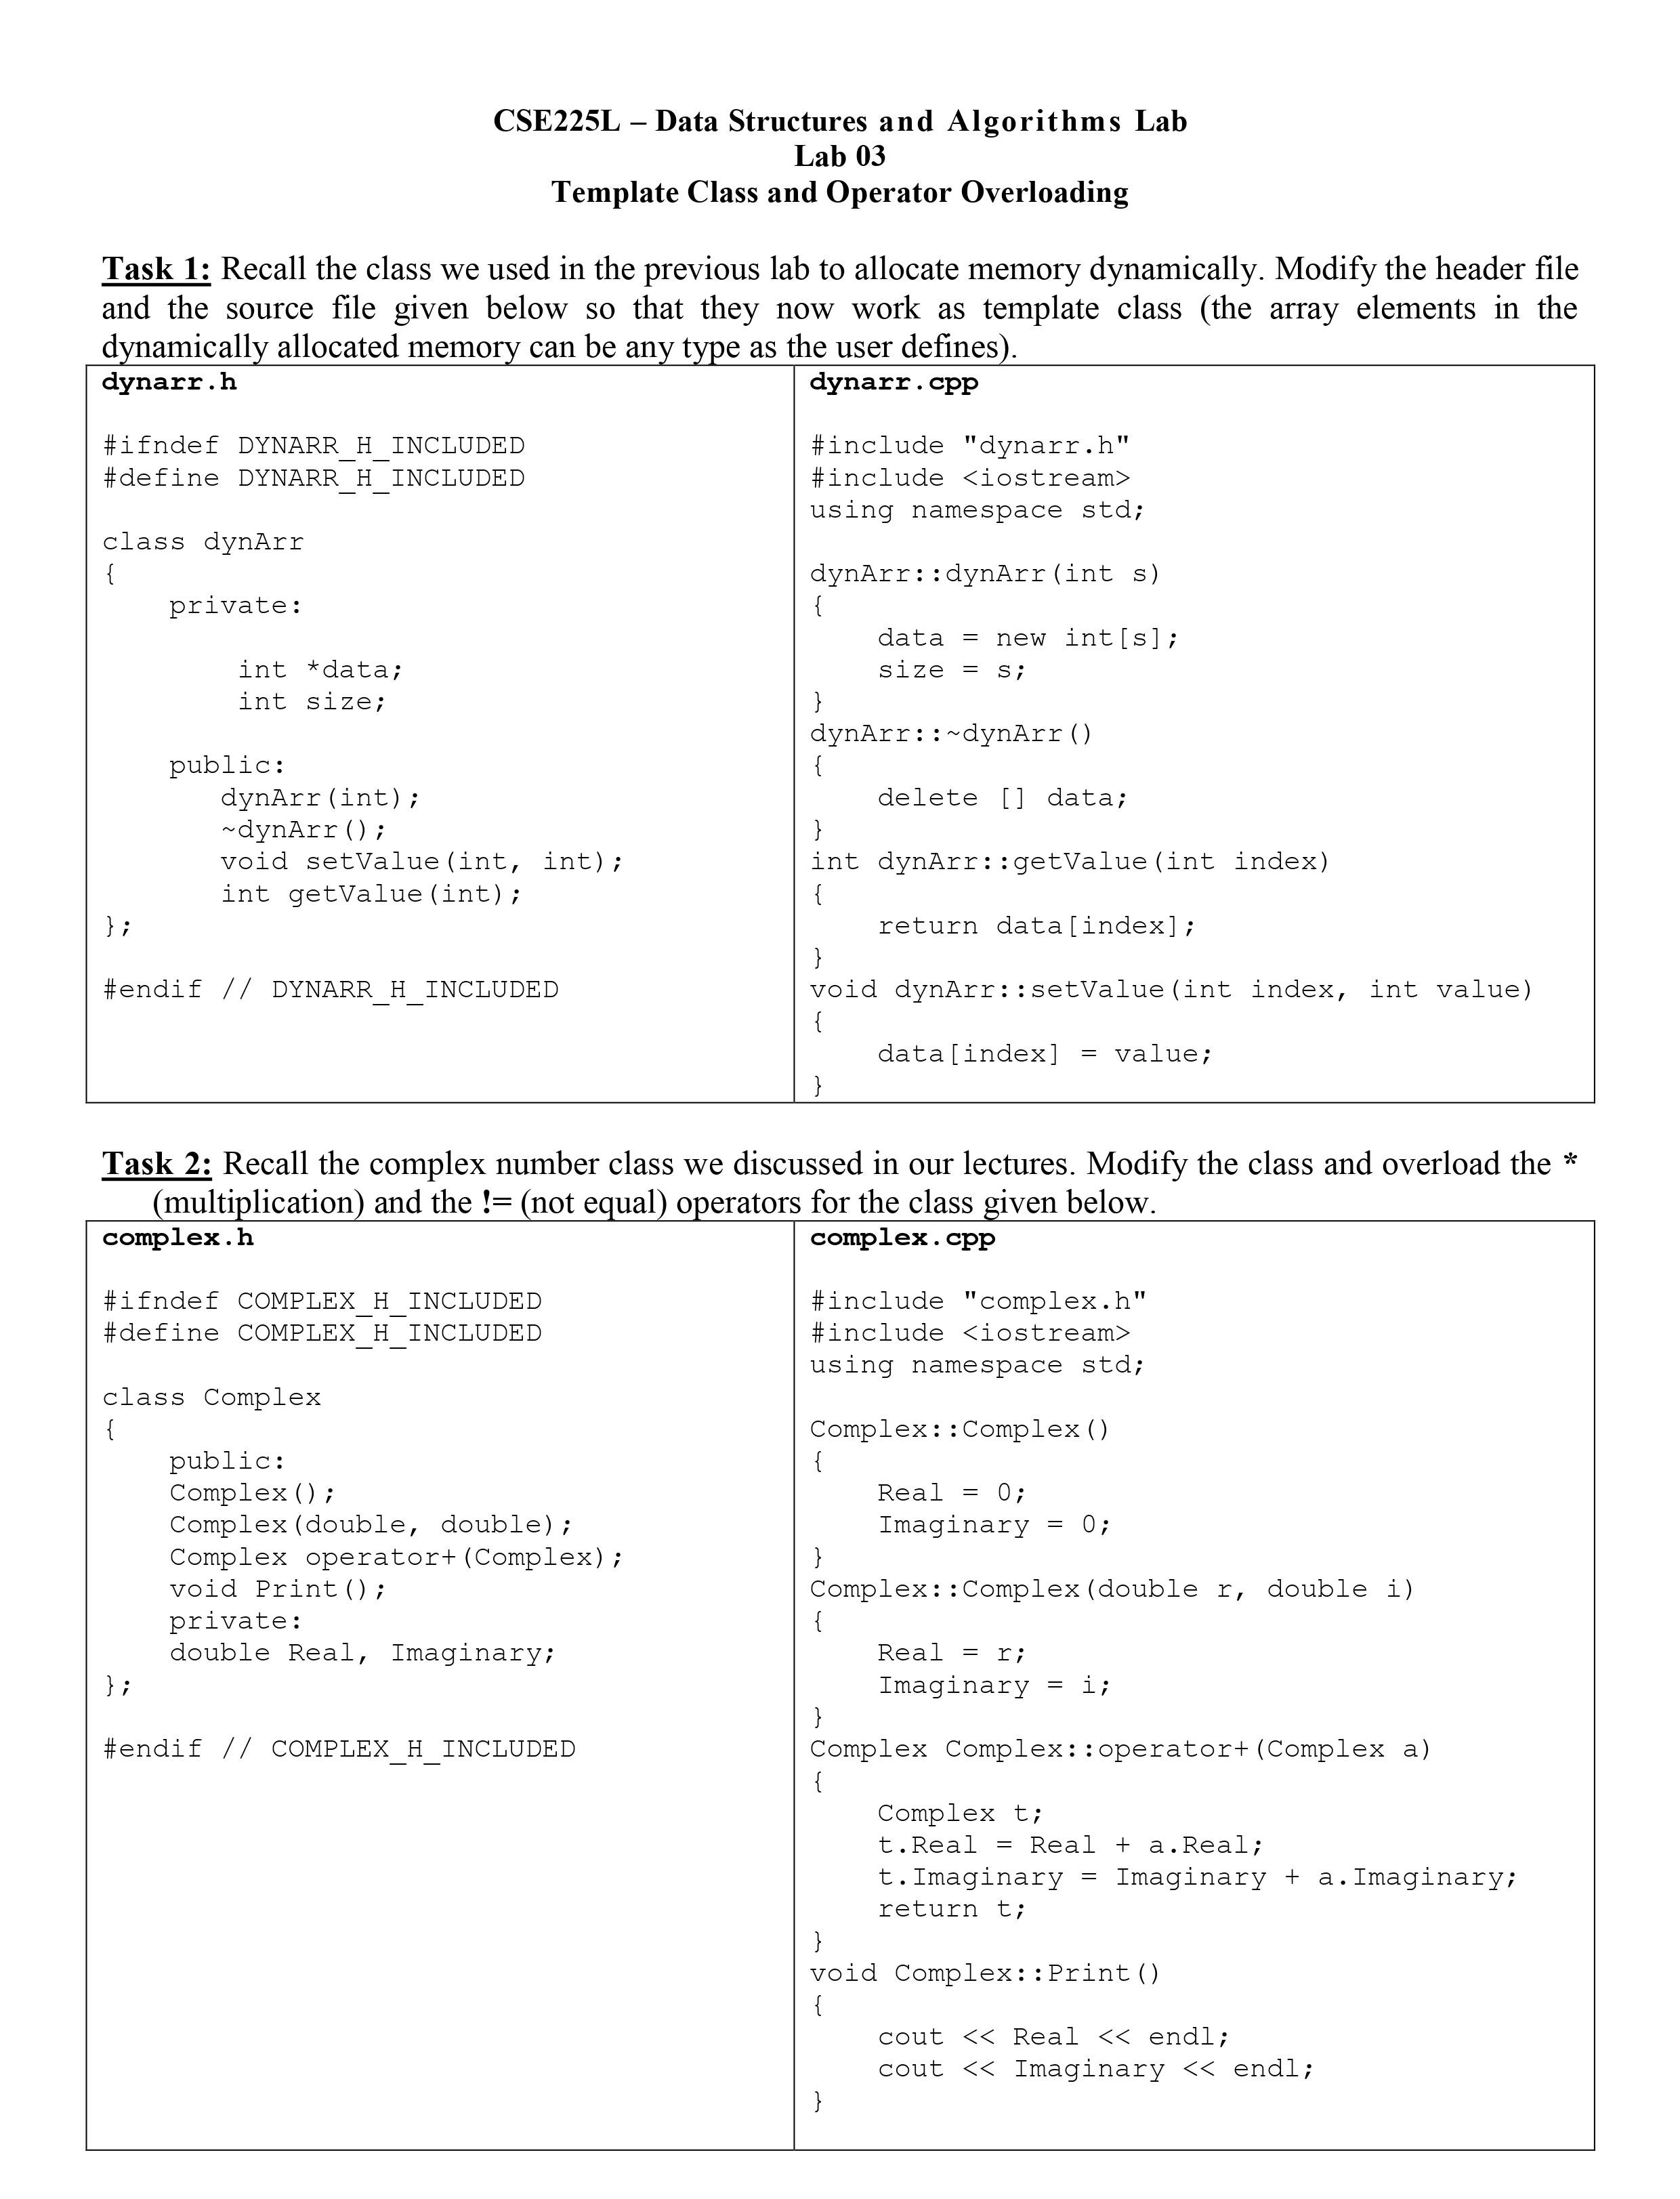 CSE225L – Data Structures and Algorithms Lab
Lab 03
Template Class and Operator Overloading
Task 1: Recall the class we used in the previous lab to allocate memory dynamically. Modify the header file
and the source file given below so that they now work as template class (the array elements in the
dynamically allocated memory can be any type as the user defines).
dynarr.h
#ifndef DYNARR_H_INCLUDED
#define DYNARR_H_INCLUDED
class dynArr
{
    private:
        int *data;
        int size;
    public:
       dynArr(int);
       ~dynArr();
       void setValue(int, int);
       int getValue(int);
};
#endif // DYNARR_H_INCLUDED
dynarr.cpp
#include "dynarr.h"
#include <iostream>
using namespace std;
dynArr::dynArr(int s)
{
    data = new int[s];
    size = s;
}
dynArr::~dynArr()
{
    delete [] data;
}
int dynArr::getValue(int index)
{
    return data[index];
}
void dynArr::setValue(int index, int value)
{
    data[index] = value;
}
Task 2: Recall the complex number class we discussed in our lectures. Modify the class and overload the *
(multiplication) and the != (not equal) operators for the class given below.
complex.h
#ifndef COMPLEX_H_INCLUDED
#define COMPLEX_H_INCLUDED
class Complex
{
    public:
    Complex();
    Complex(double, double);
    Complex operator+(Complex);
    void Print();
    private:
    double Real, Imaginary;
};
#endif // COMPLEX_H_INCLUDED
complex.cpp
#include "complex.h"
#include <iostream>
using namespace std;
Complex::Complex()
{
    Real = 0;
    Imaginary = 0;
}
Complex::Complex(double r, double i)
{
    Real = r;
    Imaginary = i;
}
Complex Complex::operator+(Complex a)
{
    Complex t;
    t.Real = Real + a.Real;
    t.Imaginary = Imaginary + a.Imaginary;
    return t;
}
void Complex::Print()
{
    cout << Real << endl;
    cout << Imaginary << endl;
}